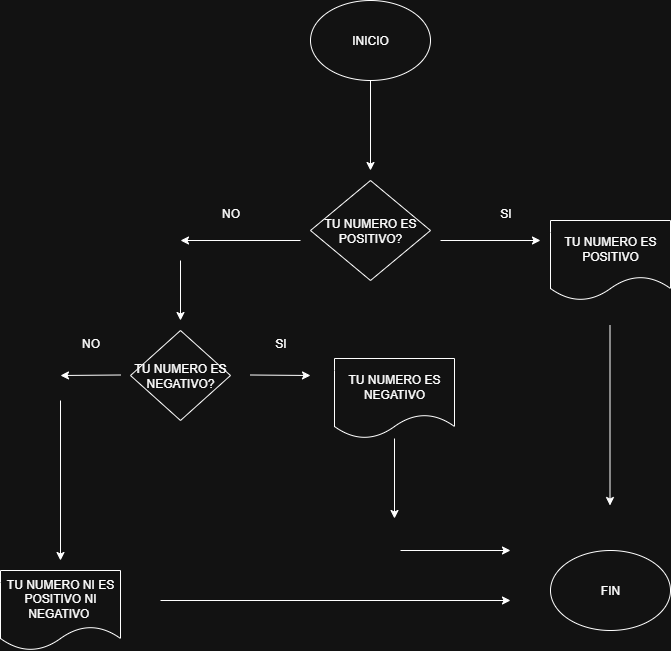 INICIO
TU NUMERO ES
POSITIVO?
NO
SI
TU NUMERO ES
POSITIVO
NO
TU NUMERO ES
NEGATIVO?
SI
TU NUMERO ES
NEGATIVO
TU NUMERO NI ES
POSITIVO NI
NEGATIVO
FIN